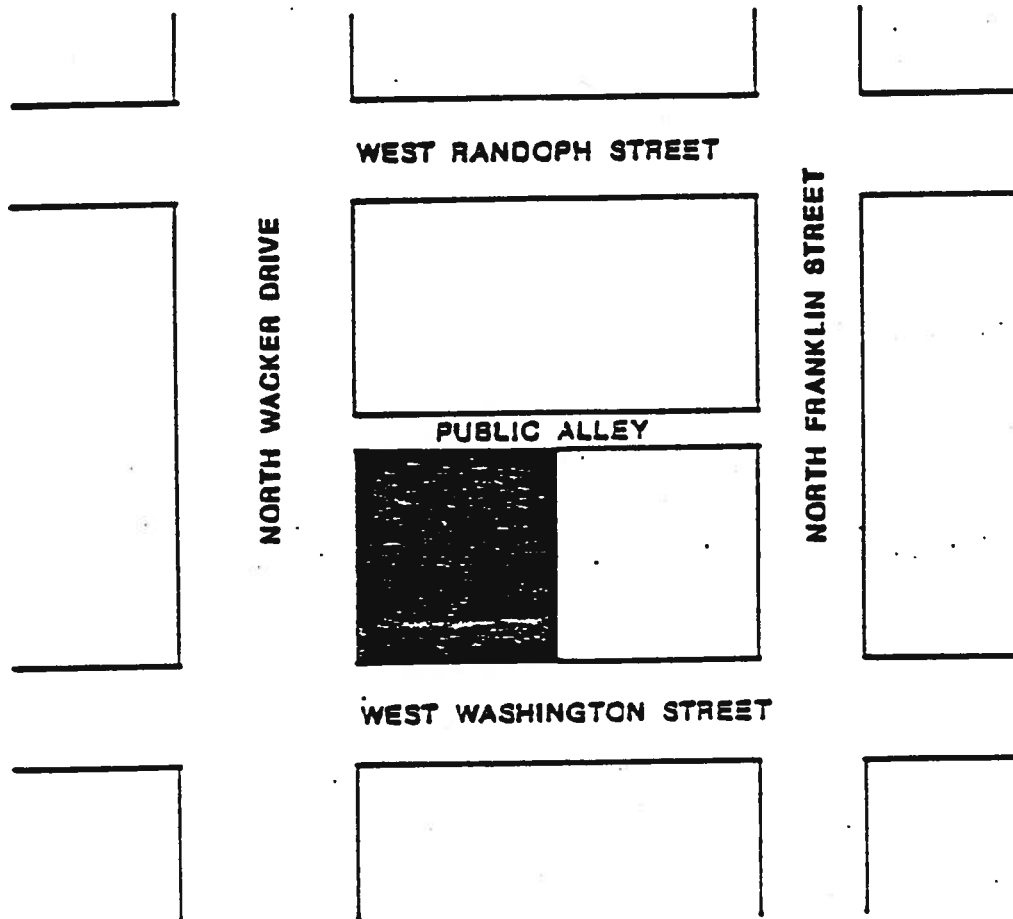 WEST RANDOPH STREET
NORTH WACKER DRIVE
NORTH FRANKLIN STREET
PUBLIC ALLEY
WEST WASHINGTON STREET